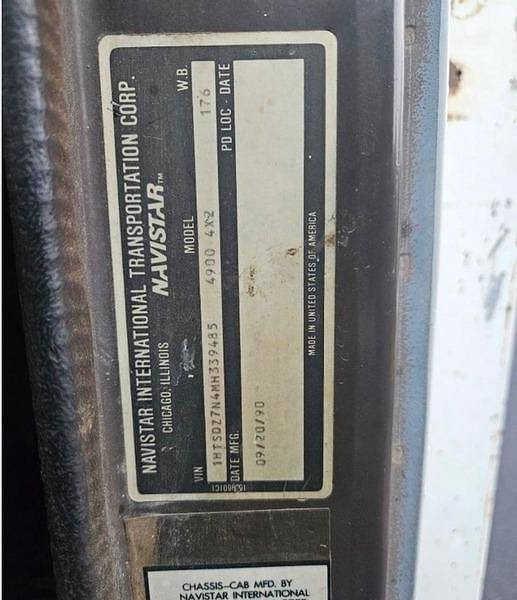 NAVISTAR INTERNATIONAL TRANSPORTATION CORP.
CHICAGO, ILLINOIS
NAVISTAR™
VIN MODEL W.B.
1HTSDZ7N4MH339485 4900 4X2 176
DATE MFG. PD LOC - DATE
09/20/90
MADE IN UNITED STATES OF AMERICA
CHASSIS-CAB MFD. BY
NAVISTAR INTERNATIONAL